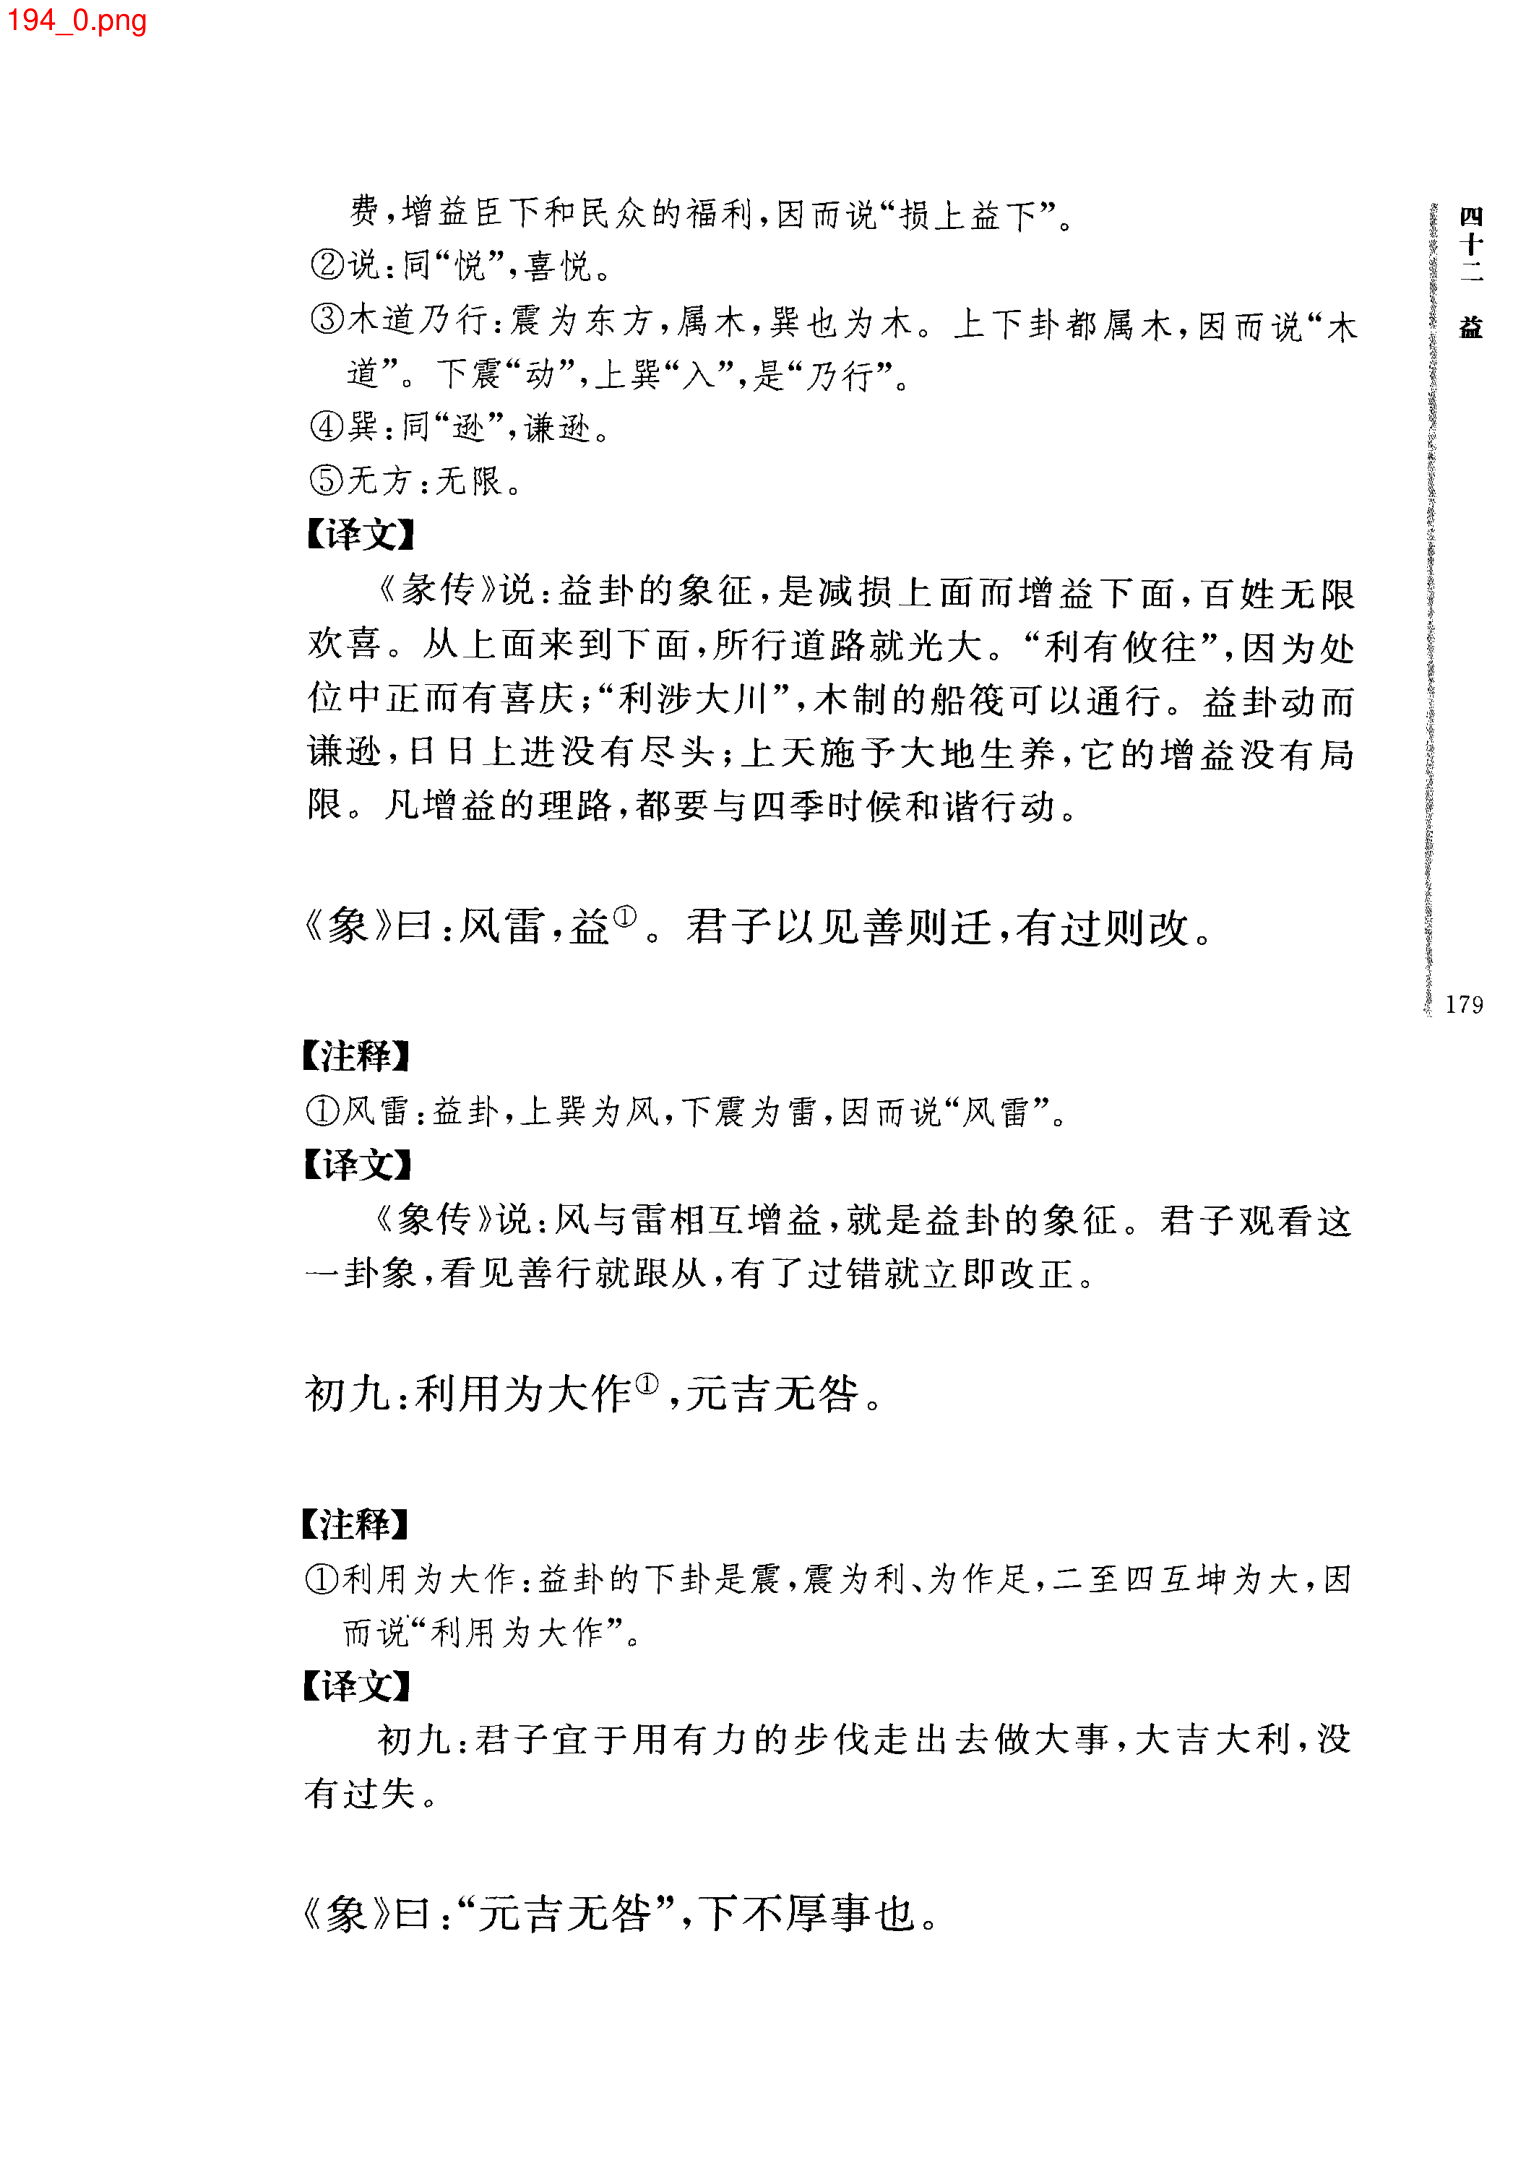 194_0.png
费,增益臣下和民众的福利,因而说“损上益下”。
②说:同“悦”,喜悦。
③木道乃行:震为东方,属木,巽也为木。上下卦都属木,因而说“木
道”。下震“动”,上巽“入”,是“乃行”。
④巽:同“逊”,谦逊。
⑤无方:无限。
【译文】
《彖传》说:益卦的象征,是减损上面而增益下面,百姓无限
欢喜。从上面来到下面,所行道路就光大。“利有攸往”,因为处
位中正而有喜庆;“利涉大川”,木制的船筏可以通行。益卦动而
谦逊,日日上进没有尽头;上天施予大地生养,它的增益没有局
限。凡增益的理路,都要与四季时候和谐行动。
《象》曰:风雷,益①。君子以见善则迁,有过则改。
【注释】
①风雷:益卦,上巽为风,下震为雷,因而说“风雷”。
【译文】
《象传》说:风与雷相互增益,就是益卦的象征。君子观看这
一卦象,看见善行就跟从,有了过错就立即改正。
初九:利用为大作①,元吉无咎。
【注释】
①利用为大作:益卦的下卦是震,震为利、为作足,二至四互坤为大,因
而说“利用为大作”。
【译文】
初九:君子宜于用有力的步伐走出去做大事,大吉大利,没
有过失。
《象》曰:“元吉无咎”,下不厚事也。
四十二 益
179